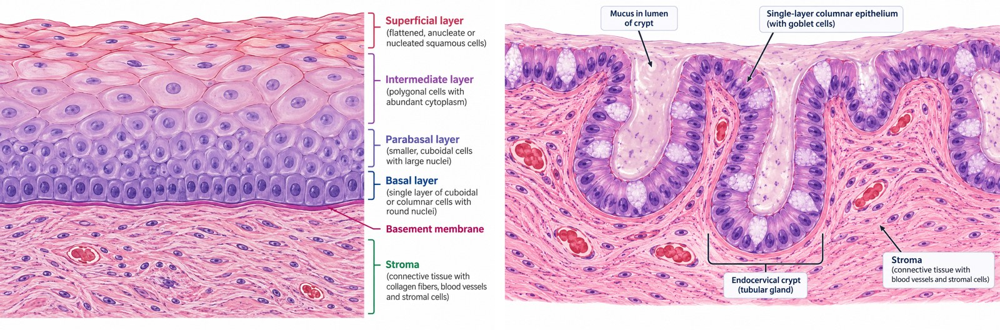 Superficial layer
(flattened, anucleate or
nucleated squamous cells)
Intermediate layer
(polygonal cells with
abundant cytoplasm)
Parabasal layer
(smaller, cuboidal cells
with large nuclei)
Basal layer
(single layer of cuboidal
or columnar cells with
round nuclei)
Basement membrane
Stroma
(connective tissue with
collagen fibers, blood vessels
and stromal cells)
Mucus in lumen
of crypt
Single-layer columnar epithelium
(with goblet cells)
Endocervical crypt
(tubular gland)
Stroma
(connective tissue with
blood vessels and stromal cells)